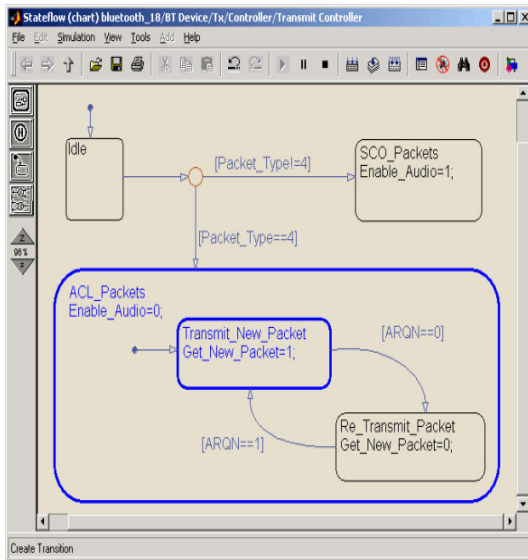 Stateflow (chart) bluetooth_18/BT Device/Tx/Controller/Transmit Controller
File Edit Simulation View Tools Add Help
Idle
[Packet_Type!=4]
SCO_Packets
Enable_Audio=1;
[Packet_Type==4]
96%
ACL_Packets
Enable_Audio=0;
Transmit_New_Packet
Get_New_Packet=1;
[ARQN==0]
Re_Transmit_Packet
Get_New_Packet=0;
[ARQN==1]
Create Transition